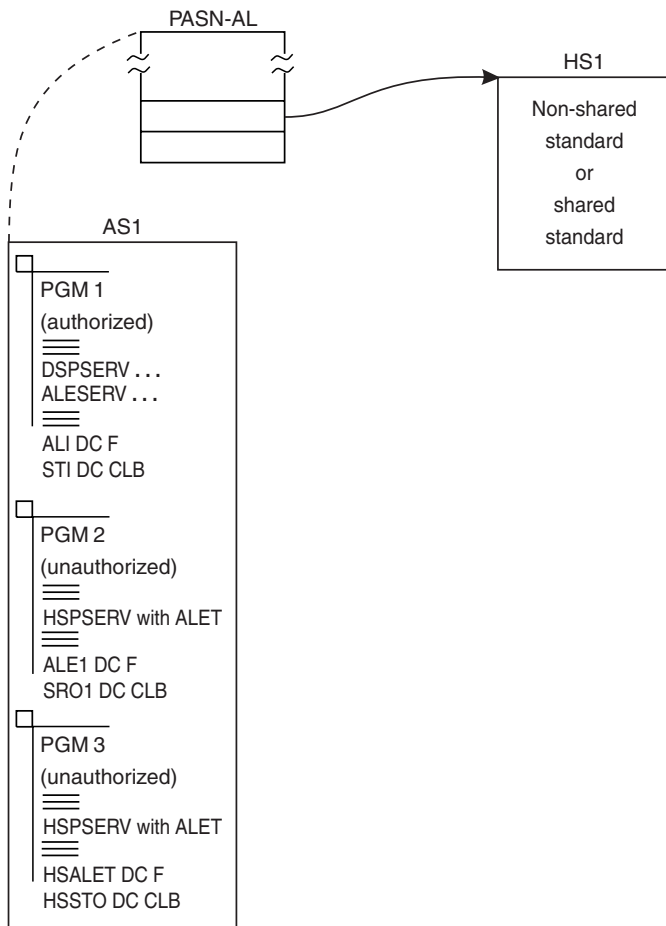 PASN-AL
HS1
Non-shared
standard
or
shared
standard
AS1
PGM 1
(authorized)
DSPSERV . . .
ALESERV . . .
ALI DC F
STI DC CLB
PGM 2
(unauthorized)
HSPSERV with ALET
ALE1 DC F
SRO1 DC CLB
PGM 3
(unauthorized)
HSPSERV with ALET
HSALET DC F
HSSTO DC CLB